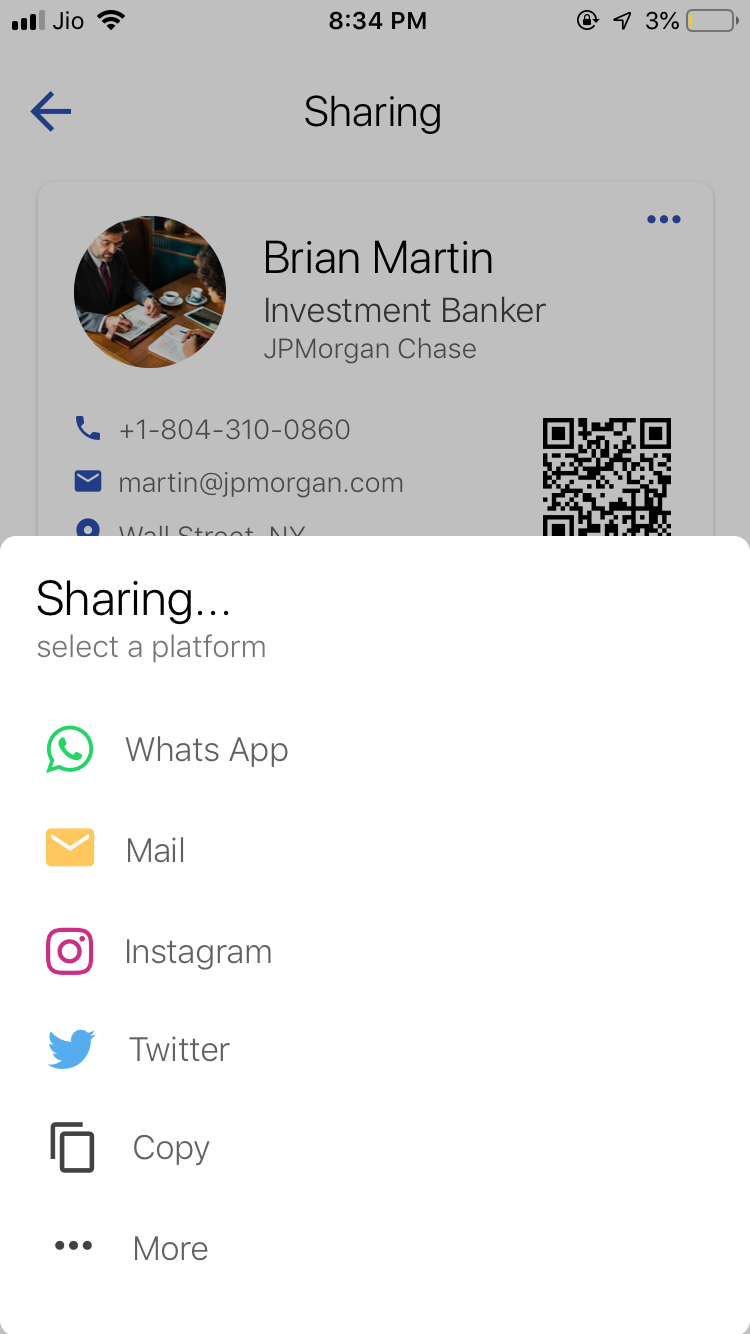 Jio 8:34 PM 3%
Sharing
Brian Martin
Investment Banker
JPMorgan Chase
+1-804-310-0860
martin@jpmorgan.com
Wall Street, NY
Sharing...
select a platform
Whats App
Mail
Instagram
Twitter
Copy
More